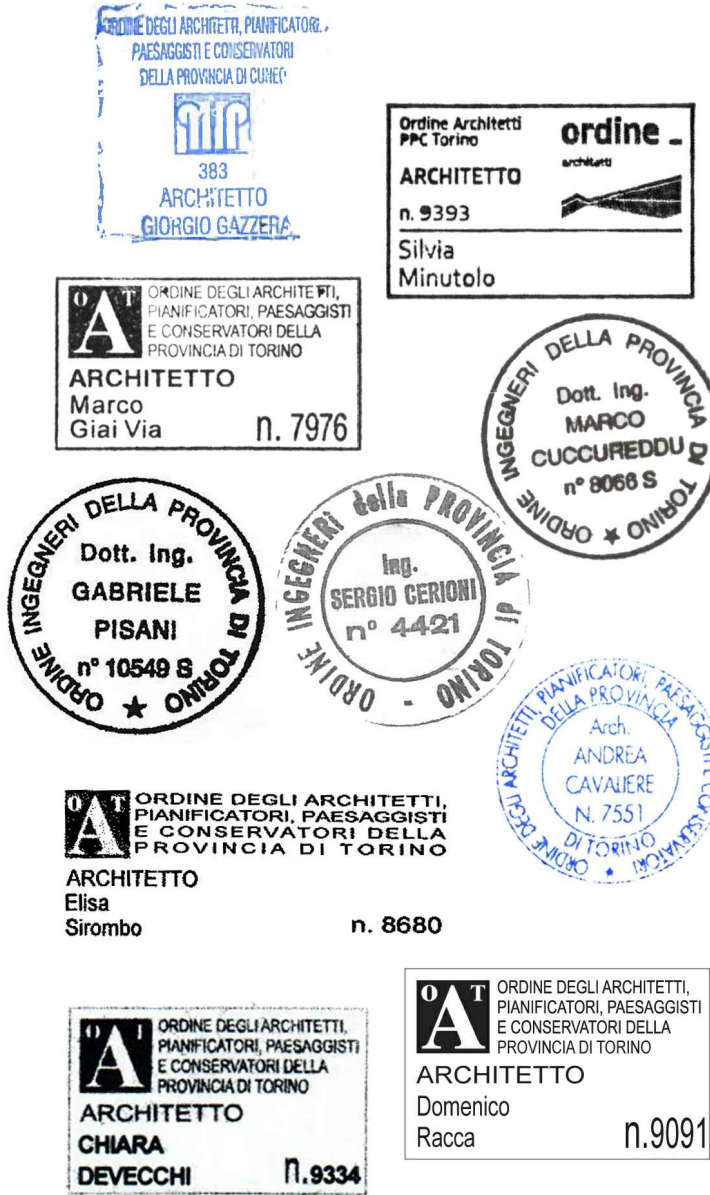 ORDINE DEGLI ARCHITETTI, PIANIFICATORI,
PAESAGGISTI E CONSERVATORI
DELLA PROVINCIA DI CUNEO
383
ARCHITETTO
GIORGIO GAZZERA
Ordine Architetti
PPC Torino
ordine
architetti
ARCHITETTO
n. 9393
Silvia
Minutolo
OAT
ORDINE DEGLI ARCHITETTI,
PIANIFICATORI, PAESAGGISTI
E CONSERVATORI DELLA
PROVINCIA DI TORINO
ARCHITETTO
Marco
Giai Via n. 7976
ORDINE INGEGNERI DELLA PROVINCIA DI TORINO
Dott. Ing.
MARCO
CUCCUREDDU
n° 8066 S
ORDINE INGEGNERI DELLA PROVINCIA DI TORINO
Dott. Ing.
GABRIELE
PISANI
n° 10549 S
ORDINE INGEGNERI della PROVINCIA di TORINO
Ing.
SERGIO CERIONI
n° 4421
ORDINE DEGLI ARCHITETTI, PIANIFICATORI, PAESAGGISTI E CONSERVATORI
DELLA PROVINCIA
Arch.
ANDREA
CAVALIERE
N. 7551
DI TORINO
OAT
ORDINE DEGLI ARCHITETTI,
PIANIFICATORI, PAESAGGISTI
E CONSERVATORI DELLA
PROVINCIA DI TORINO
ARCHITETTO
Elisa
Sirombo n. 8680
OAT
ORDINE DEGLI ARCHITETTI,
PIANIFICATORI, PAESAGGISTI
E CONSERVATORI DELLA
PROVINCIA DI TORINO
ARCHITETTO
CHIARA
DEVECCHI n.9334
OAT
ORDINE DEGLI ARCHITETTI,
PIANIFICATORI, PAESAGGISTI
E CONSERVATORI DELLA
PROVINCIA DI TORINO
ARCHITETTO
Domenico
Racca n.9091